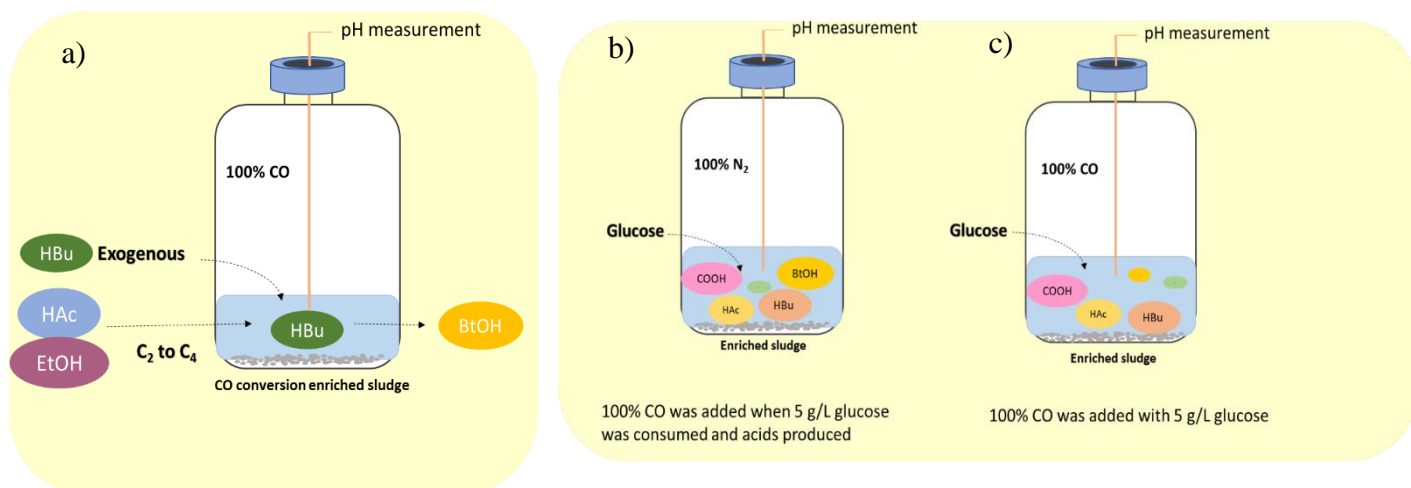 a)
pH measurement
100% CO
HBu Exogenous
HAc
EtOH
C₂ to C₄
HBu
BtOH
CO conversion enriched sludge
b)
pH measurement
100% N₂
Glucose
COOH
BtOH
HAc
HBu
Enriched sludge
100% CO was added when 5 g/L glucose
was consumed and acids produced
c)
pH measurement
100% CO
Glucose
COOH
HAc
HBu
Enriched sludge
100% CO was added with 5 g/L glucose